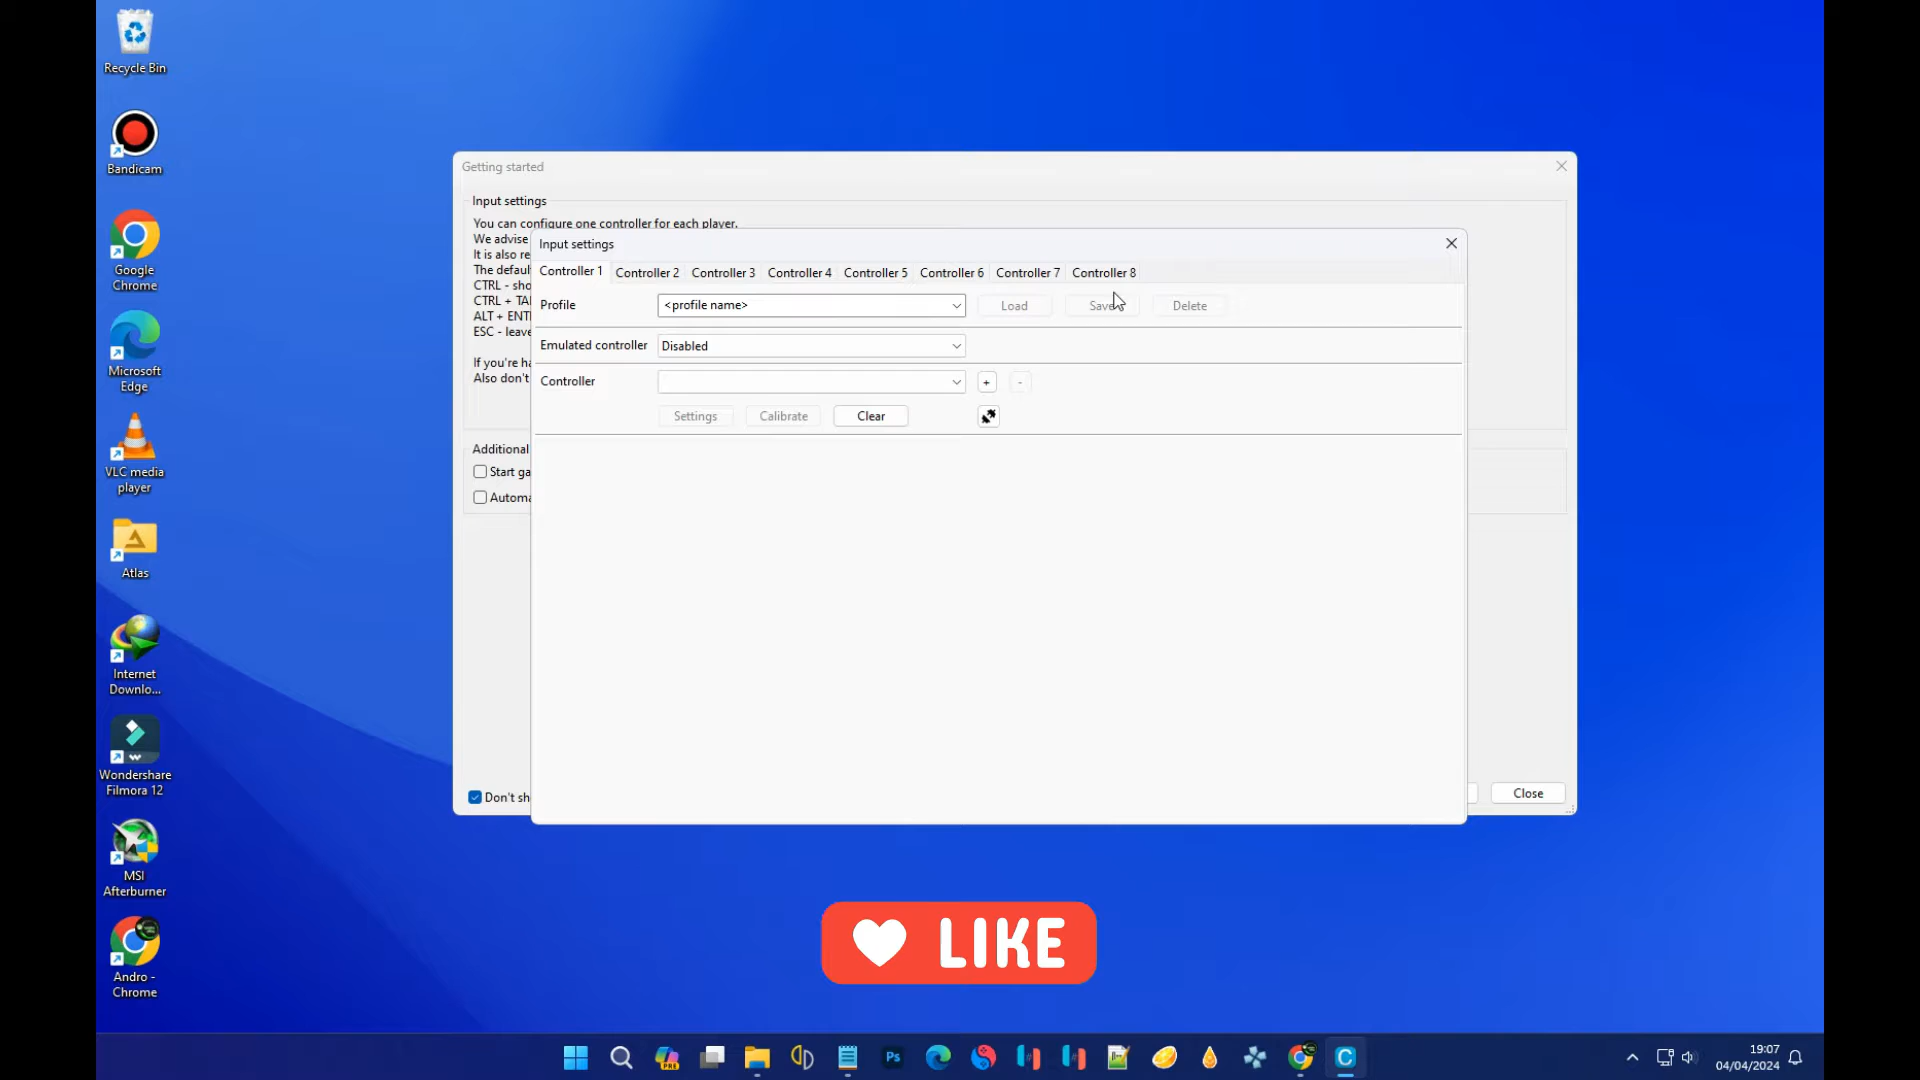 Recycle Bin
Bandicam
Google
Chrome
Microsoft
Edge
VLC media
player
Atlas
Internet
Downlo...
Wondershare
Filmora 12
MSI
Afterburner
Andro -
Chrome
Getting started
Input settings
You can configure one controller for each player.
We advise
It is also re
The defaul
CTRL - sho
CTRL + TA
ALT + ENT
ESC - leave
If you're ha
Also don't
Additional
Start ga
Automa
Don't sh
Close
Input settings
Controller 1 Controller 2 Controller 3 Controller 4 Controller 5 Controller 6 Controller 7 Controller 8
Profile <profile name> Load Save Delete
Emulated controller Disabled
Controller + -
Settings Calibrate Clear
LIKE
PRE
Ps
C
19:07
04/04/2024